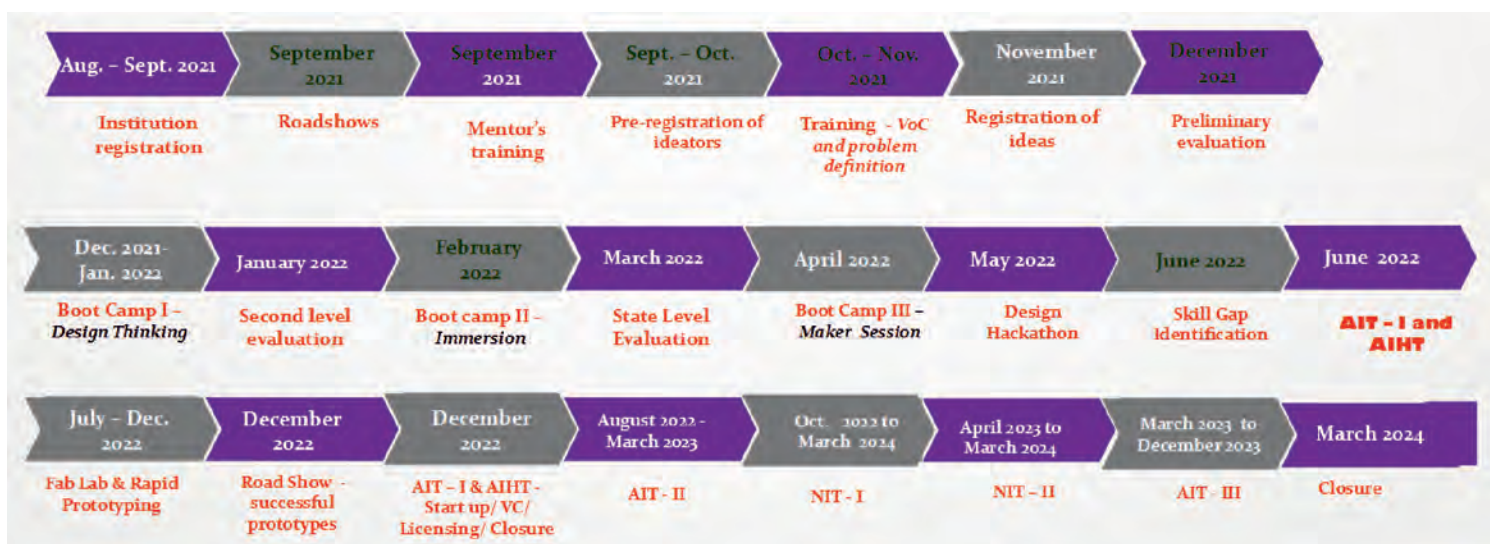 Aug. – Sept. 2021
September
2021
September
2021
Sept. – Oct.
2021
Oct. – Nov.
2021
November
2021
December
2021
Institution
registration
Roadshows
Mentor's
training
Pre-registration of
ideators
Training - VoC
and problem
definition
Registration of
ideas
Preliminary
evaluation
Dec. 2021-
Jan. 2022
January 2022
February
2022
March 2022
April 2022
May 2022
June 2022
June 2022
Boot Camp I –
Design Thinking
Second level
evaluation
Boot camp II –
Immersion
State Level
Evaluation
Boot Camp III –
Maker Session
Design
Hackathon
Skill Gap
Identification
AIT – I and
AIHT
July – Dec.
2022
December
2022
December
2022
August 2022 -
March 2023
Oct. 2022 to
March 2024
April 2023 to
March 2024
March 2023 to
December 2023
March 2024
Fab Lab & Rapid
Prototyping
Road Show -
successful
prototypes
AIT – I & AIHT -
Start up/ VC/
Licensing/ Closure
AIT - II
NIT - I
NIT – II
AIT - III
Closure